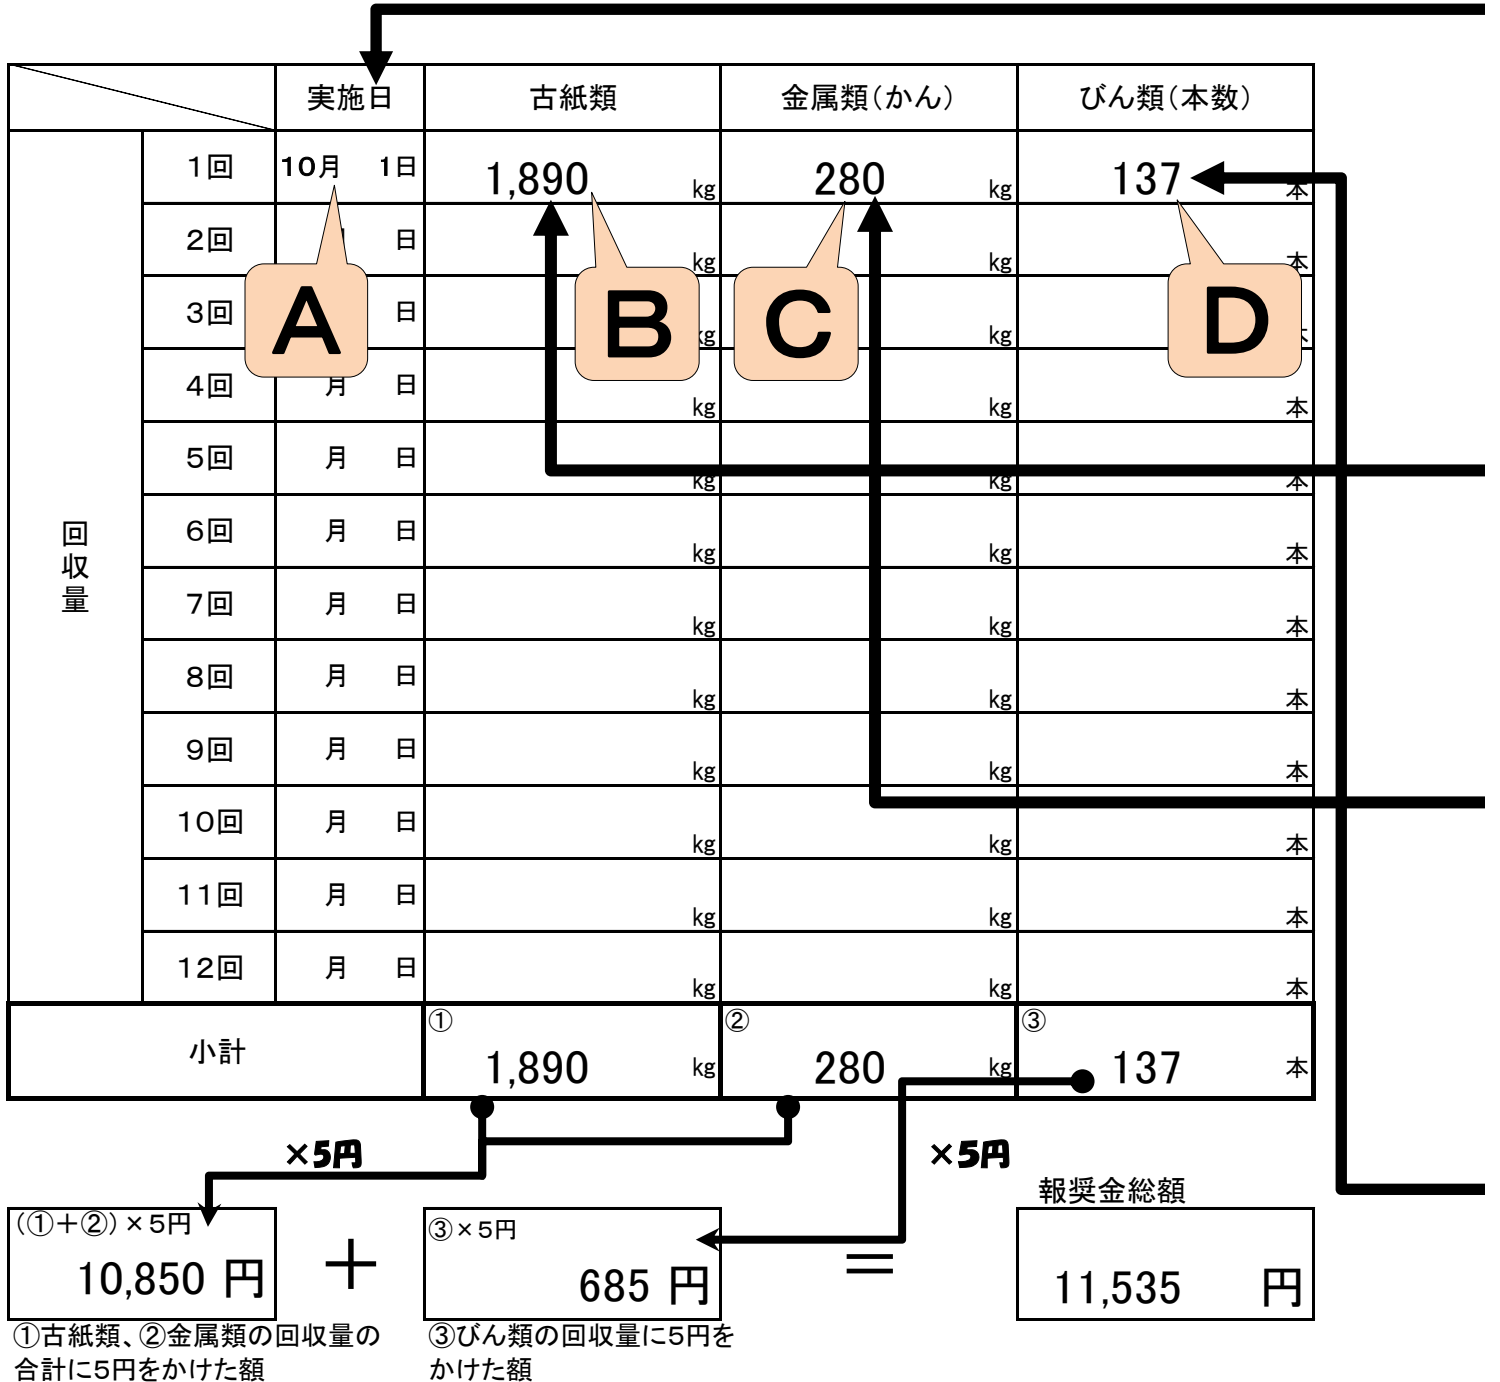 実施日 古紙類 金属類(かん) びん類(本数)
回収量
1回 10月 1日 1,890 kg 280 kg 137 本
2回 日 kg kg 本
3回 日 kg kg
A B C D
4回 月 日 kg kg 本
5回 月 日 kg kg 本
6回 月 日 kg kg 本
7回 月 日 kg kg 本
8回 月 日 kg kg 本
9回 月 日 kg kg 本
10回 月 日 kg kg 本
11回 月 日 kg kg 本
12回 月 日 kg kg 本
小計 ① 1,890 kg ② 280 kg ③ 137 本
×5円 ×5円
報奨金総額
(①+②)×5円 ③×5円
10,850 円 + 685 円 = 11,535 円
①古紙類、②金属類の回収量の
合計に5円をかけた額
③びん類の回収量に5円を
かけた額